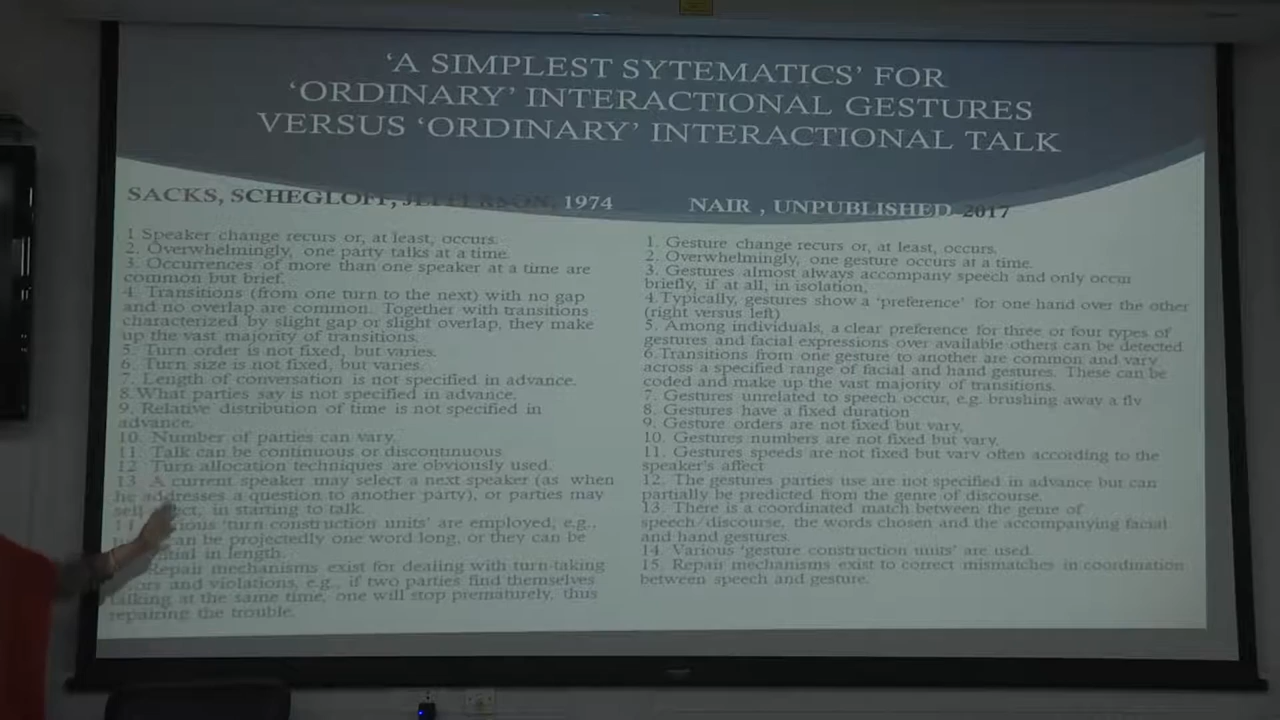 'A SIMPLEST SYTEMATICS' FOR
'ORDINARY' INTERACTIONAL GESTURES
VERSUS 'ORDINARY' INTERACTIONAL TALK
SACKS, SCHEGLOFF, JEFFERSON, 1974
1 Speaker change recurs or, at least, occurs.
2. Overwhelmingly, one party talks at a time.
3. Occurrences of more than one speaker at a time are
common but brief.
4. Transitions (from one turn to the next) with no gap
and no overlap are common. Together with transitions
characterized by slight gap or slight overlap, they make
up the vast majority of transitions.
5. Turn order is not fixed, but varies.
6. Turn size is not fixed, but varies.
7. Length of conversation is not specified in advance.
8. What parties say is not specified in advance.
9. Relative distribution of time is not specified in
advance.
10. Number of parties can vary.
11. Talk can be continuous or discontinuous
12. Turn allocation techniques are obviously used.
13. A current speaker may select a next speaker (as when
he addresses a question to another party), or parties may
in starting to talk.
'turn construction units' are employed, e.g.,
can be projectedly one word long, or they can be
in length.
Repair mechanisms exist for dealing with turn-taking
and violations, e.g., if two parties find themselves
talking at the same time, one will stop prematurely, thus
repairing the trouble.
NAIR , UNPUBLISHED 2017
1. Gesture change recurs or, at least, occurs.
2. Overwhelmingly, one gesture occurs at a time.
3. Gestures almost always accompany speech and only occur
briefly, if at all, in isolation,
4.Typically, gestures show a 'preference' for one hand over the other
(right versus left)
5. Among individuals, a clear preference for three or four types of
gestures and facial expressions over available others can be detected
6.Transitions from one gesture to another are common and vary
across a specified range of facial and hand gestures. These can be
coded and make up the vast majority of transitions.
7. Gestures unrelated to speech occur, e.g. brushing away a fly
8. Gestures have a fixed duration
9. Gesture orders are not fixed but vary,
10. Gestures numbers are not fixed but vary.
11. Gestures speeds are not fixed but vary often according to the
speaker's affect
12. The gestures parties use are not specified in advance but can
partially be predicted from the genre of discourse.
13. There is a coordinated match between the genre of
speech/discourse, the words chosen and the accompanying facial
and hand gestures.
14. Various 'gesture construction units' are used.
15. Repair mechanisms exist to correct mismatches in coordination
between speech and gesture.